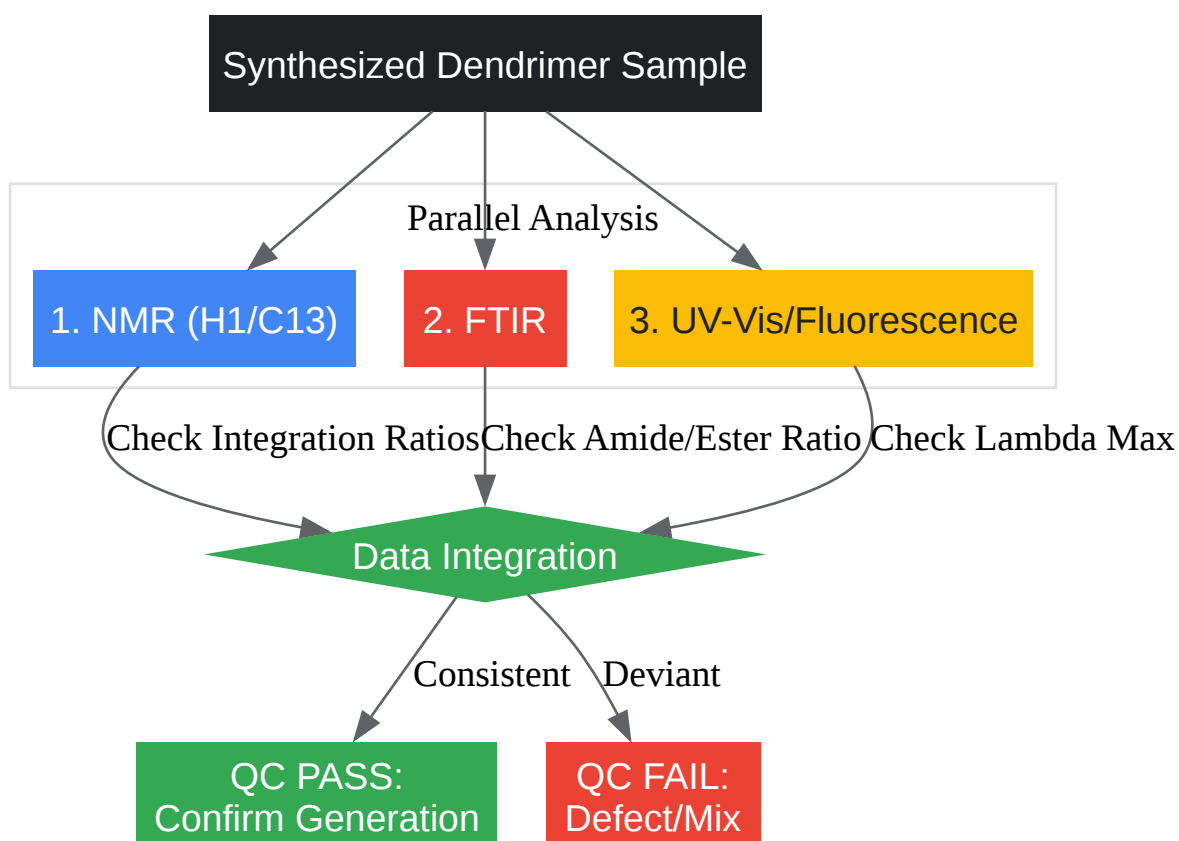 Synthesized Dendrimer Sample
Parallel Analysis
1. NMR (H1/C13)
2. FTIR
3. UV-Vis/Fluorescence
Check Integration Ratios
Check Amide/Ester Ratio
Check Lambda Max
Data Integration
Consistent
Deviant
QC PASS:
Confirm Generation
QC FAIL:
Defect/Mix